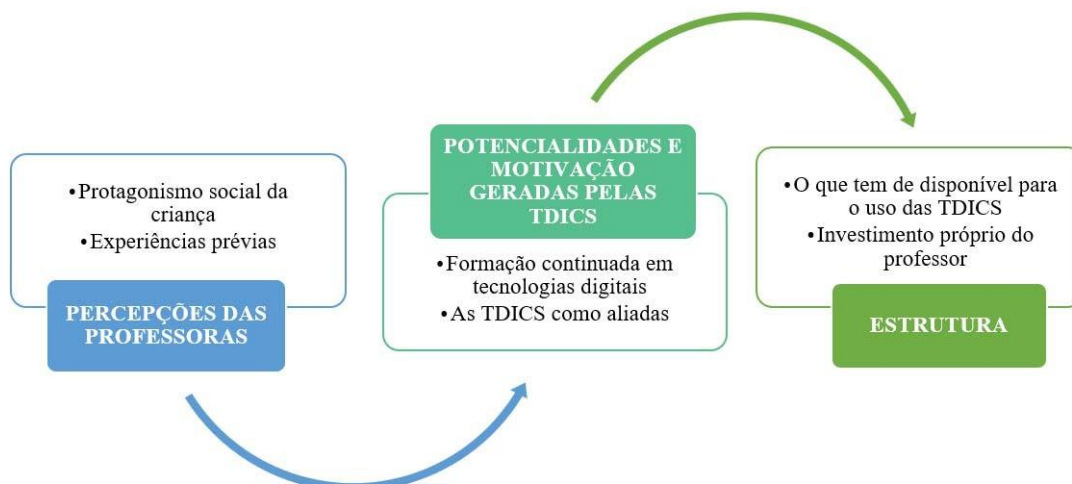 •Protagonismo social da
criança
•Experiências prévias
PERCEPÇÕES DAS
PROFESSORAS
POTENCIALIDADES E
MOTIVAÇÃO
GERADAS PELAS
TDICS
•Formação continuada em
tecnologias digitais
•As TDICS como aliadas
•O que tem de disponível para
o uso das TDICS
•Investimento próprio do
professor
ESTRUTURA